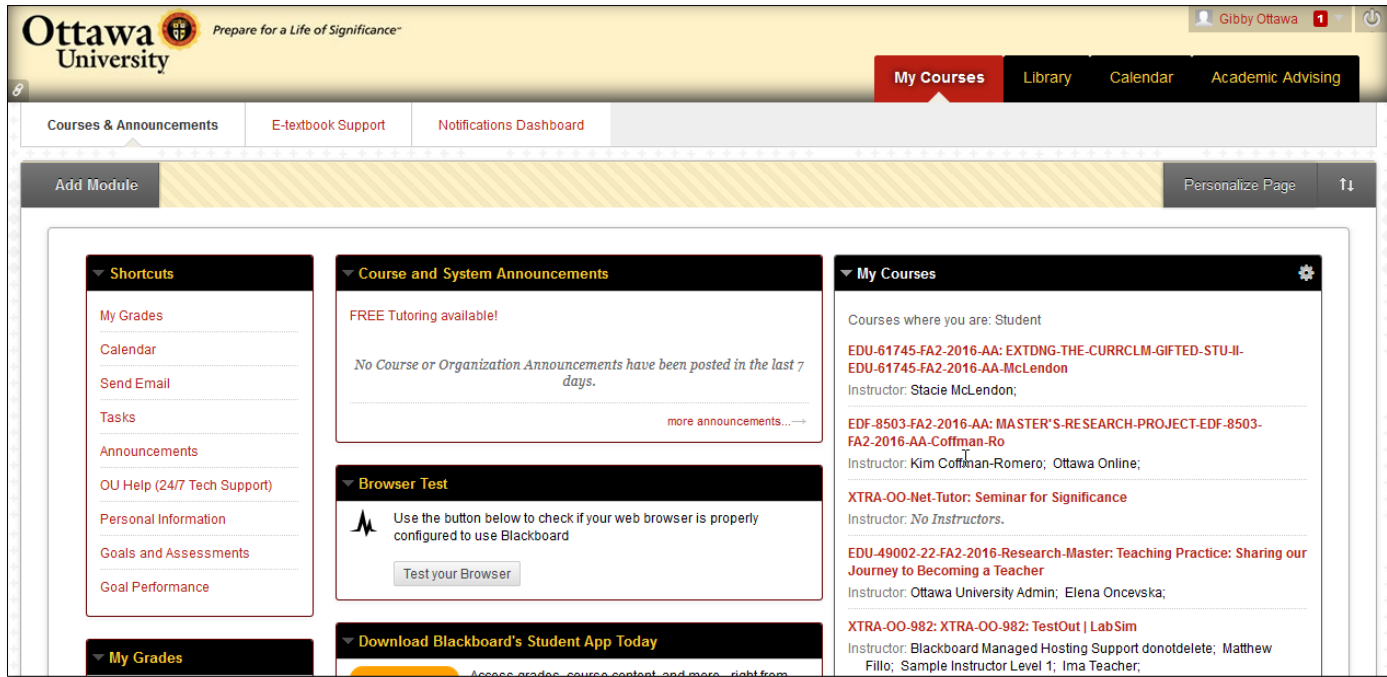 Ottawa
University
Prepare for a Life of Significance
Gibby Ottawa 1
My Courses Library Calendar Academic Advising
Courses & Announcements E-textbook Support Notifications Dashboard
Add Module Personalize Page
Shortcuts
My Grades
Calendar
Send Email
Tasks
Announcements
OU Help (24/7 Tech Support)
Personal Information
Goals and Assessments
Goal Performance
My Grades
Course and System Announcements
FREE Tutoring available!
No Course or Organization Announcements have been posted in the last 7
days.
more announcements...→
Browser Test
Use the button below to check if your web browser is properly
configured to use Blackboard
Test your Browser
Download Blackboard's Student App Today
Access grades, course content, and more - right from
My Courses
Courses where you are: Student
EDU-61745-FA2-2016-AA: EXTDNG-THE-CURRCLM-GIFTED-STU-II-
EDU-61745-FA2-2016-AA-McLendon
Instructor: Stacie McLendon;
EDF-8503-FA2-2016-AA: MASTER'S-RESEARCH-PROJECT-EDF-8503-
FA2-2016-AA-Coffman-Ro
Instructor: Kim Coffman-Romero; Ottawa Online;
XTRA-OO-Net-Tutor: Seminar for Significance
Instructor: No Instructors.
EDU-49002-22-FA2-2016-Research-Master: Teaching Practice: Sharing our
Journey to Becoming a Teacher
Instructor: Ottawa University Admin; Elena Oncevska;
XTRA-OO-982: XTRA-OO-982: TestOut | LabSim
Instructor: Blackboard Managed Hosting Support donotdelete; Matthew
Fillo; Sample Instructor Level 1; Ima Teacher;